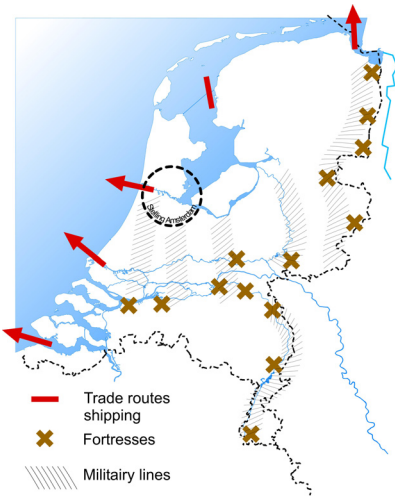 Stelling Amsterdam
Trade routes
shipping
Fortresses
Militairy lines